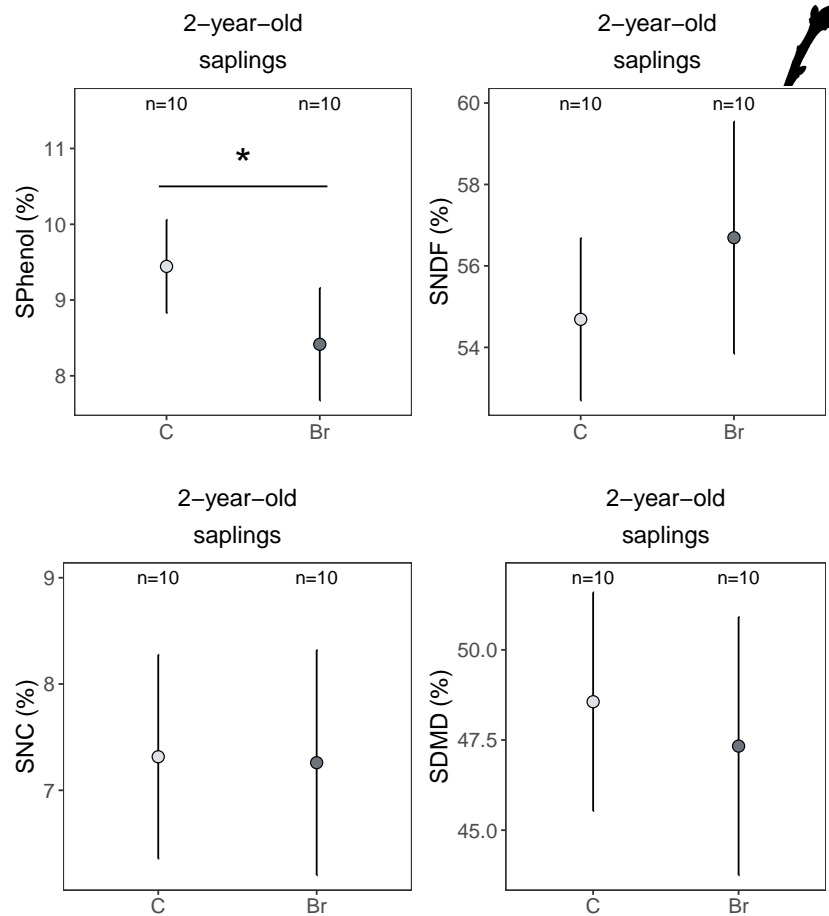 2−year−old
saplings
n=10 n=10
*
11
10
9
8
SPhenol (%)
C Br
2−year−old
saplings
n=10 n=10
60
58
56
54
SNDF (%)
C Br
2−year−old
saplings
n=10 n=10
9
8
7
SNC (%)
C Br
2−year−old
saplings
n=10 n=10
50.0
47.5
45.0
SDMD (%)
C Br